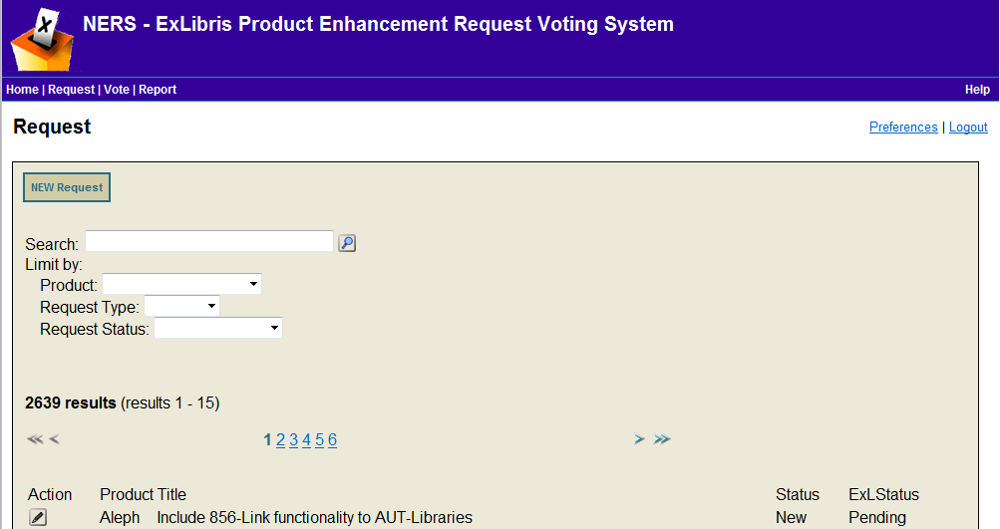 NERS - ExLibris Product Enhancement Request Voting System
Home | Request | Vote | Report Help
Request Preferences | Logout
NEW Request
Search:
Limit by:
Product:
Request Type:
Request Status:
2639 results (results 1 - 15)
1 2 3 4 5 6
Action Product Title Status ExLStatus
Aleph Include 856-Link functionality to AUT-Libraries New Pending